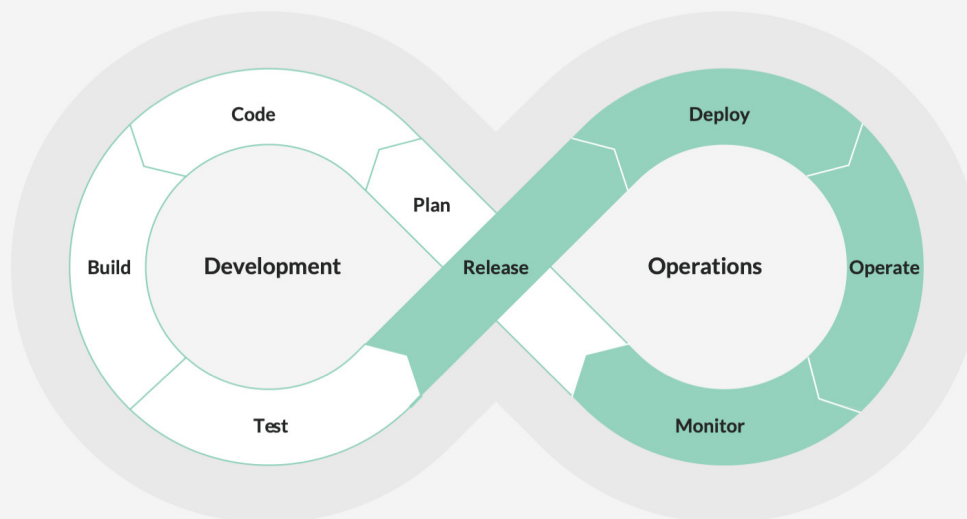 Code
Deploy
Plan
Build
Development
Release
Operations
Operate
Test
Monitor